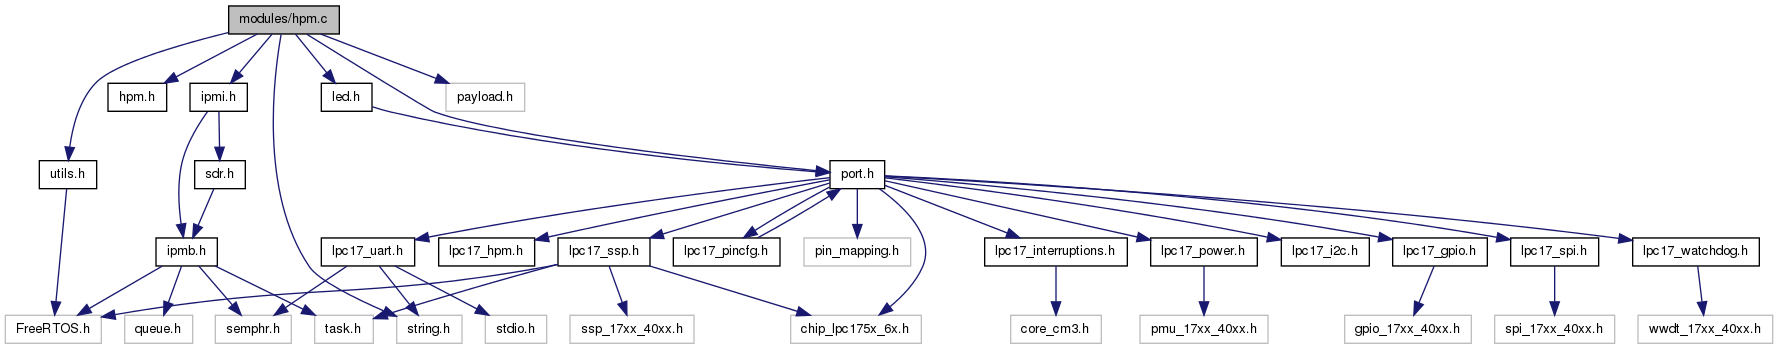 modules/hpm.c
hpm.h
ipmi.h
led.h
payload.h
utils.h
sdr.h
port.h
ipmb.h
lpc17_uart.h
lpc17_hpm.h
lpc17_ssp.h
lpc17_pincfg.h
pin_mapping.h
lpc17_interruptions.h
lpc17_power.h
lpc17_i2c.h
lpc17_gpio.h
lpc17_spi.h
lpc17_watchdog.h
FreeRTOS.h
queue.h
semphr.h
task.h
string.h
stdio.h
ssp_17xx_40xx.h
chip_lpc175x_6x.h
core_cm3.h
pmu_17xx_40xx.h
gpio_17xx_40xx.h
spi_17xx_40xx.h
wwdt_17xx_40xx.h